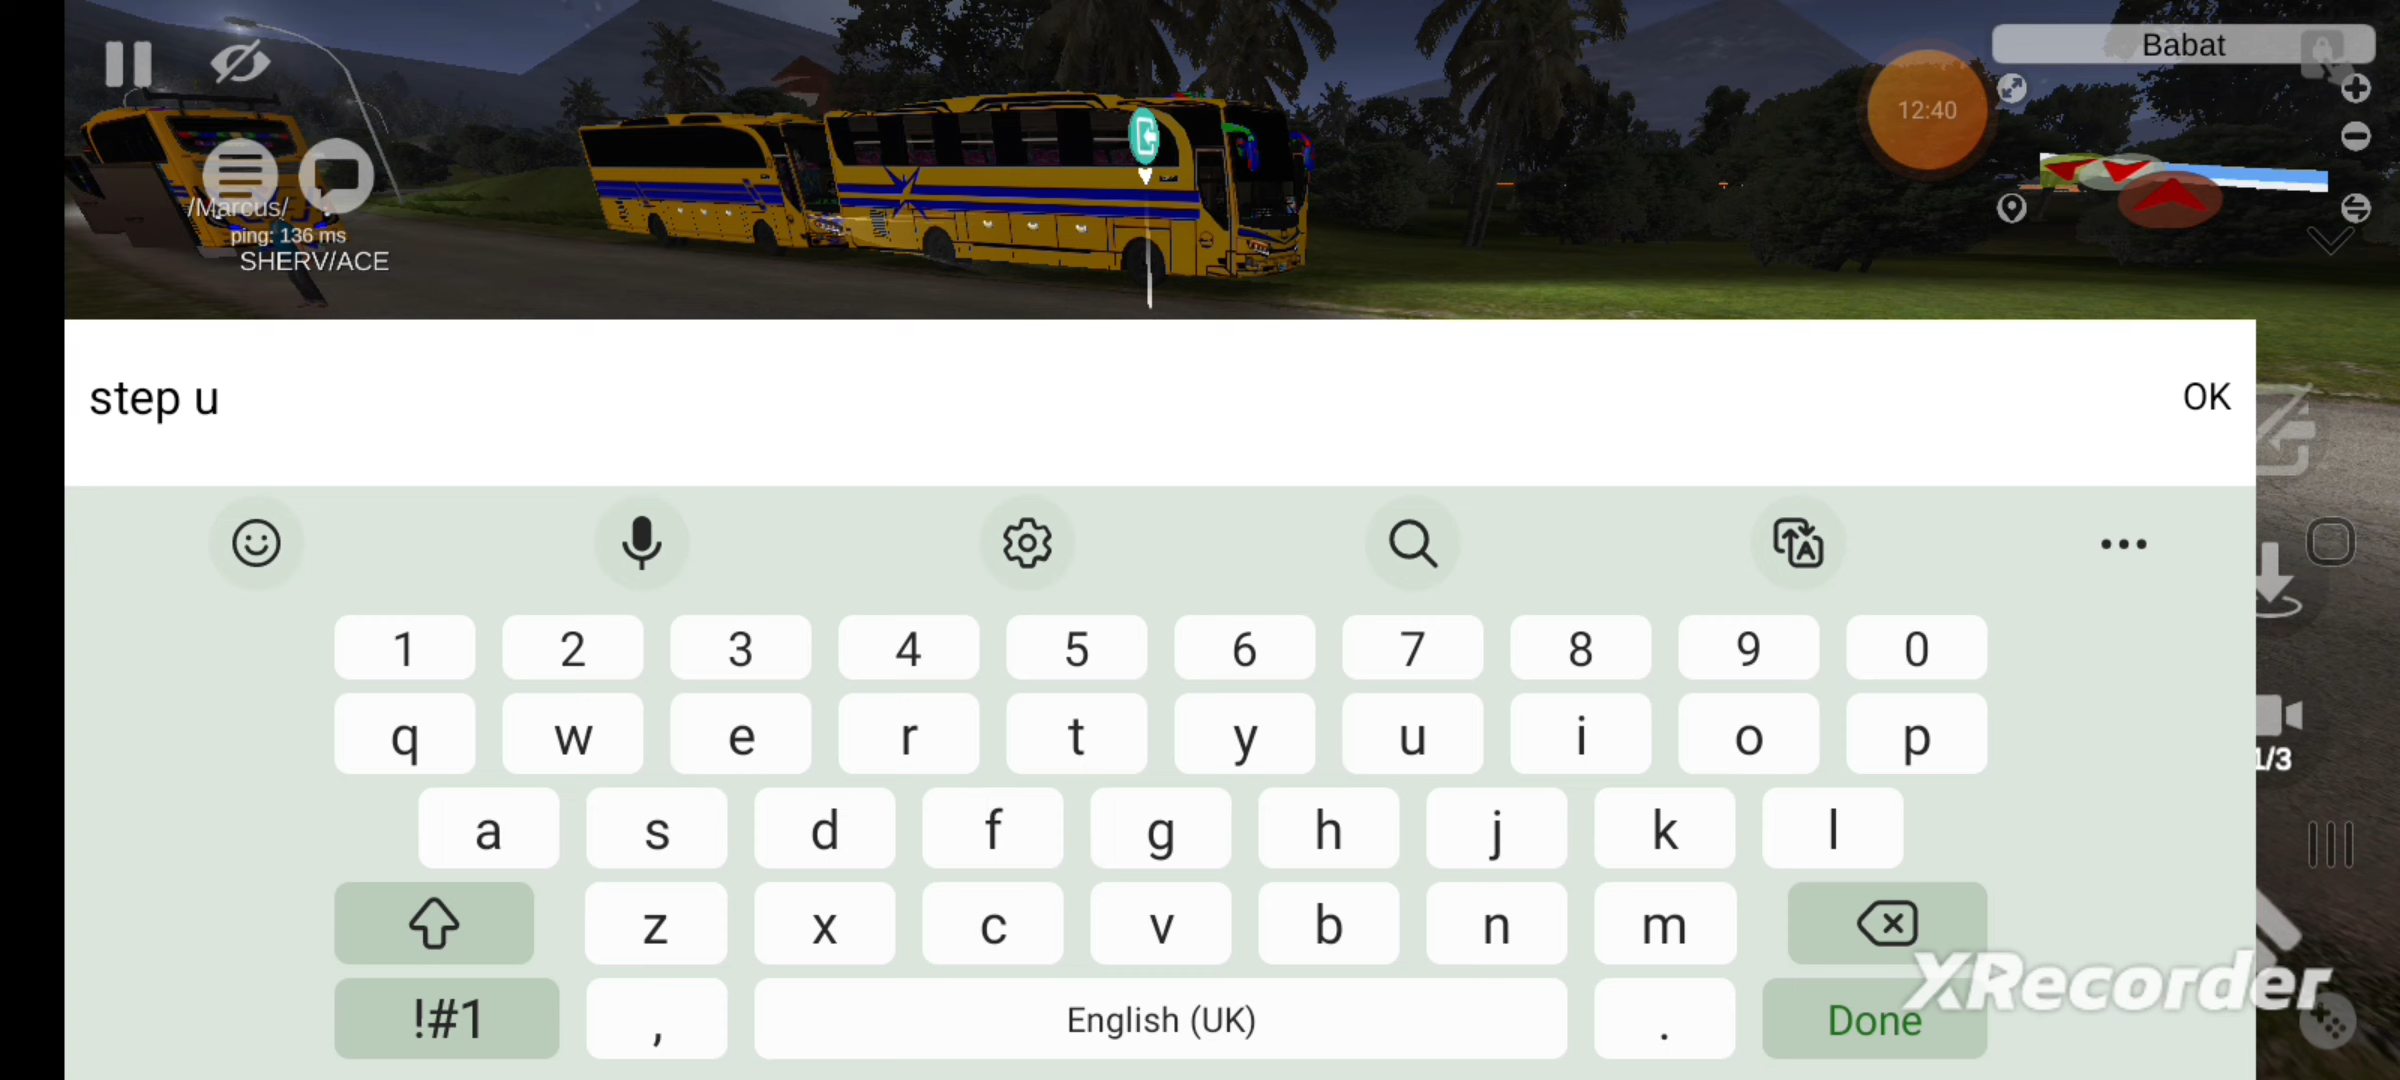 Babat
12:40
/Marcus/
ping: 136 ms
SHERV/ACE
step u
OK
1 2 3 4 5 6 7 8 9 0
q w e r t y u i o p
1/3
a s d f g h j k l
z x c v b n m
XRecorder
!#1 , English (UK) . Done